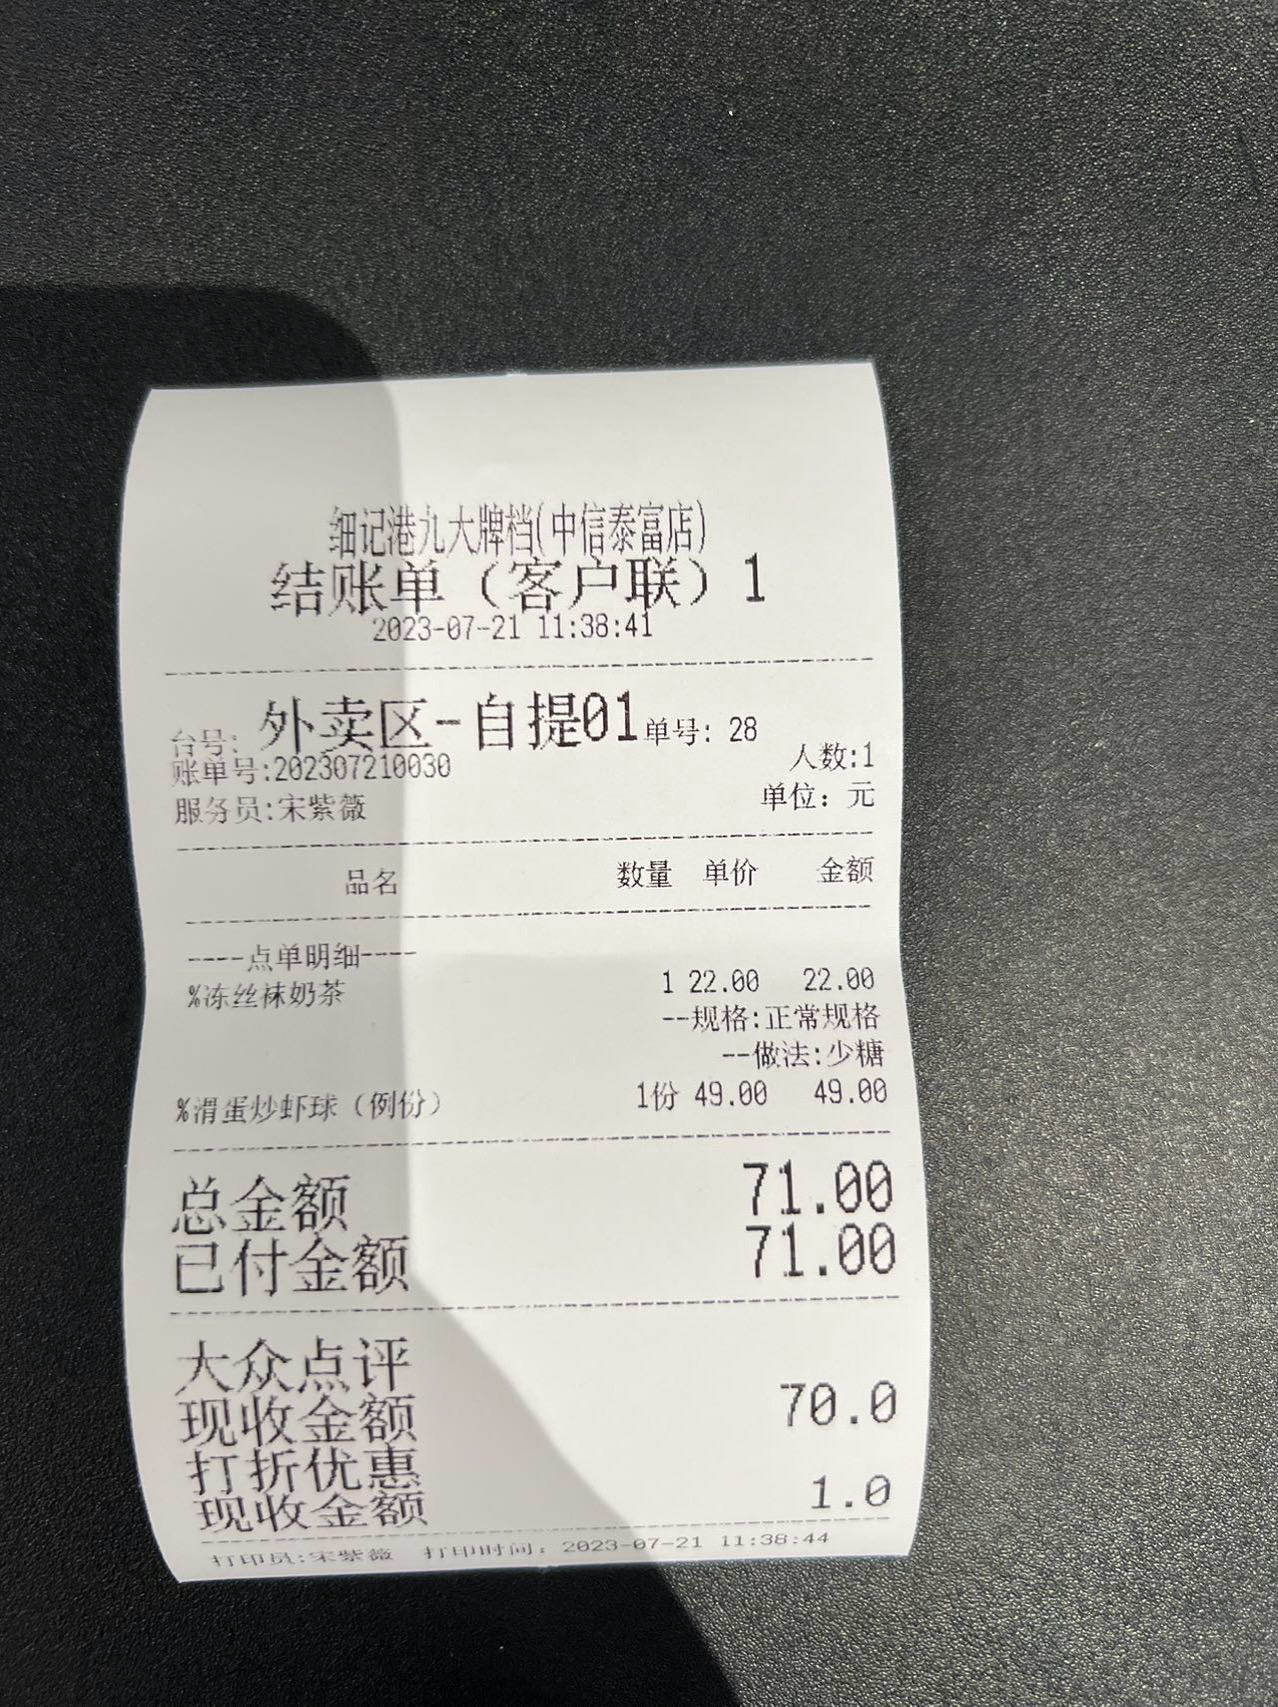 细记港九大牌档(中信泰富店)
结账单（客户联）1
2023-07-21 11:38:41
台号: 外卖区-自提01 单号: 28
人数:1
账单号:202307210030
服务员:宋紫薇 单位: 元
品名 数量 单价 金额
----点单明细----
%冻丝袜奶茶 1 22.00 22.00
--规格:正常规格
--做法:少糖
%滑蛋炒虾球（例份） 1份 49.00 49.00
总金额 71.00
已付金额 71.00
大众点评
现收金额 70.0
打折优惠
现收金额 1.0
打印员:宋紫薇 打印时间: 2023-07-21 11:38:44